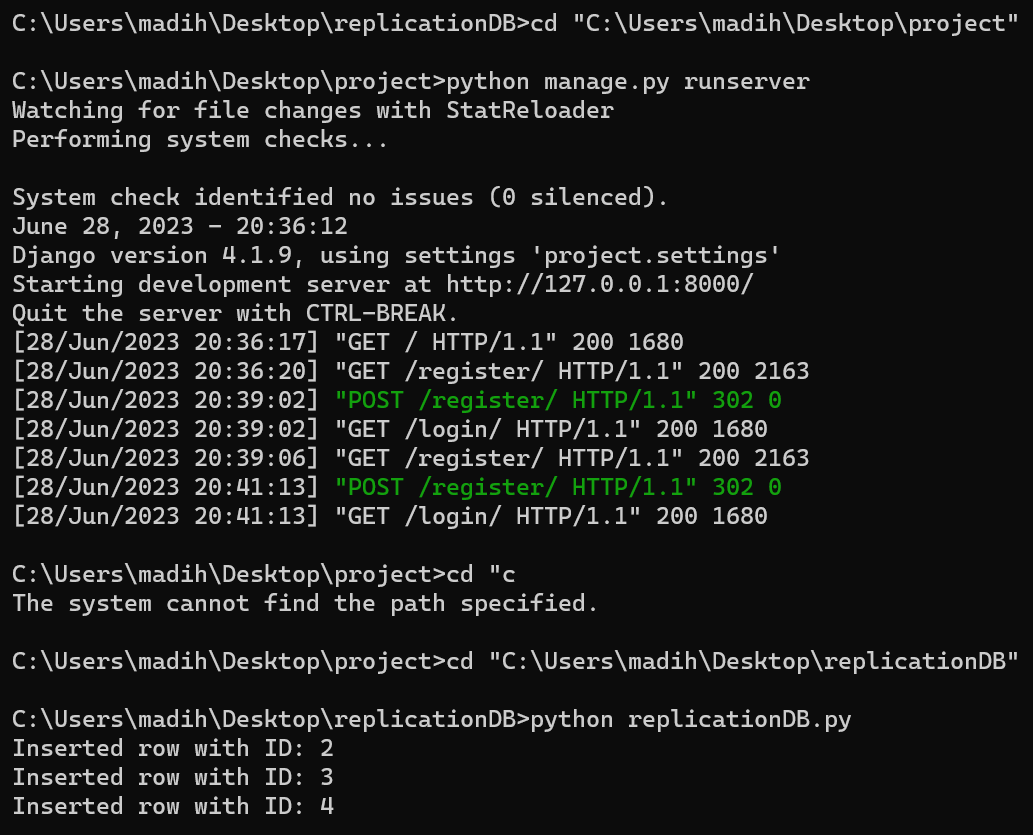 C:\Users\madih\Desktop\replicationDB>cd "C:\Users\madih\Desktop\project"
C:\Users\madih\Desktop\project>python manage.py runserver
Watching for file changes with StatReloader
Performing system checks...
System check identified no issues (0 silenced).
June 28, 2023 - 20:36:12
Django version 4.1.9, using settings 'project.settings'
Starting development server at http://127.0.0.1:8000/
Quit the server with CTRL-BREAK.
[28/Jun/2023 20:36:17] "GET / HTTP/1.1" 200 1680
[28/Jun/2023 20:36:20] "GET /register/ HTTP/1.1" 200 2163
[28/Jun/2023 20:39:02] "POST /register/ HTTP/1.1" 302 0
[28/Jun/2023 20:39:02] "GET /login/ HTTP/1.1" 200 1680
[28/Jun/2023 20:39:06] "GET /register/ HTTP/1.1" 200 2163
[28/Jun/2023 20:41:13] "POST /register/ HTTP/1.1" 302 0
[28/Jun/2023 20:41:13] "GET /login/ HTTP/1.1" 200 1680
C:\Users\madih\Desktop\project>cd "c
The system cannot find the path specified.
C:\Users\madih\Desktop\project>cd "C:\Users\madih\Desktop\replicationDB"
C:\Users\madih\Desktop\replicationDB>python replicationDB.py
Inserted row with ID: 2
Inserted row with ID: 3
Inserted row with ID: 4